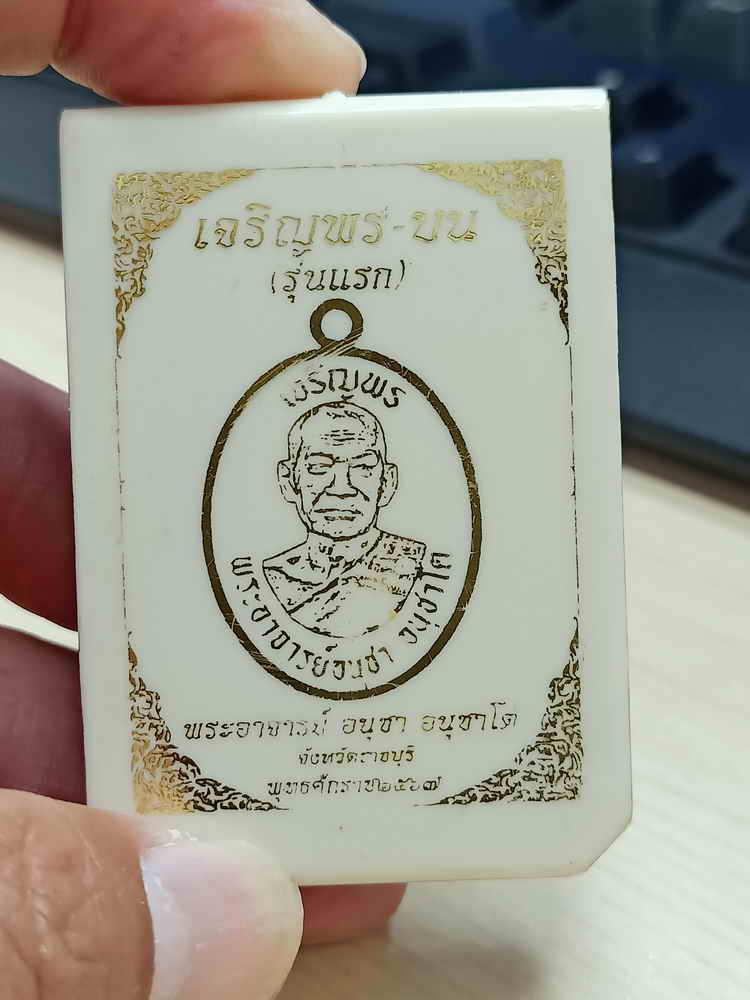 เจริญพร-บน
(รุ่นแรก)
เจริญพร
พระอาจารย์อนุชา อนุชาโต
พระอาจารย์ อนุชา อนุชาโต
จังหวัดราชบุรี
พุทธศักราช๒๕๖๗